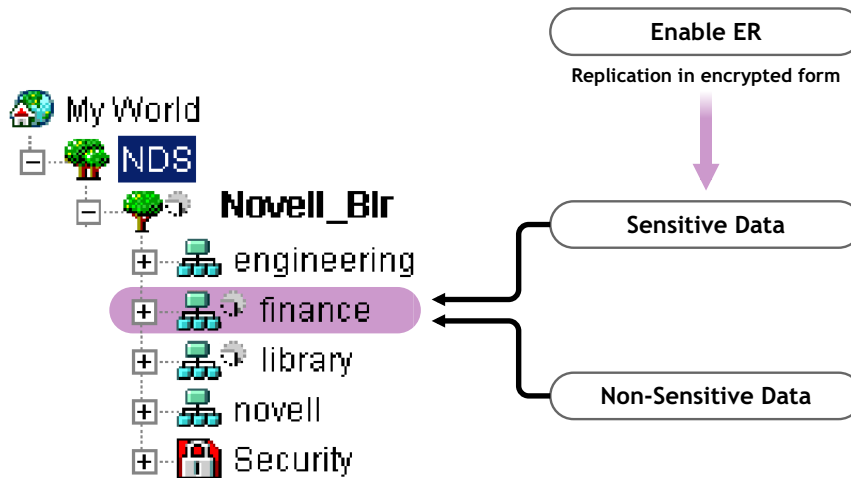 Enable ER
Replication in encrypted form
My World
NDS
Novell_Blr
Sensitive Data
engineering
finance
library
Non-Sensitive Data
novell
Security